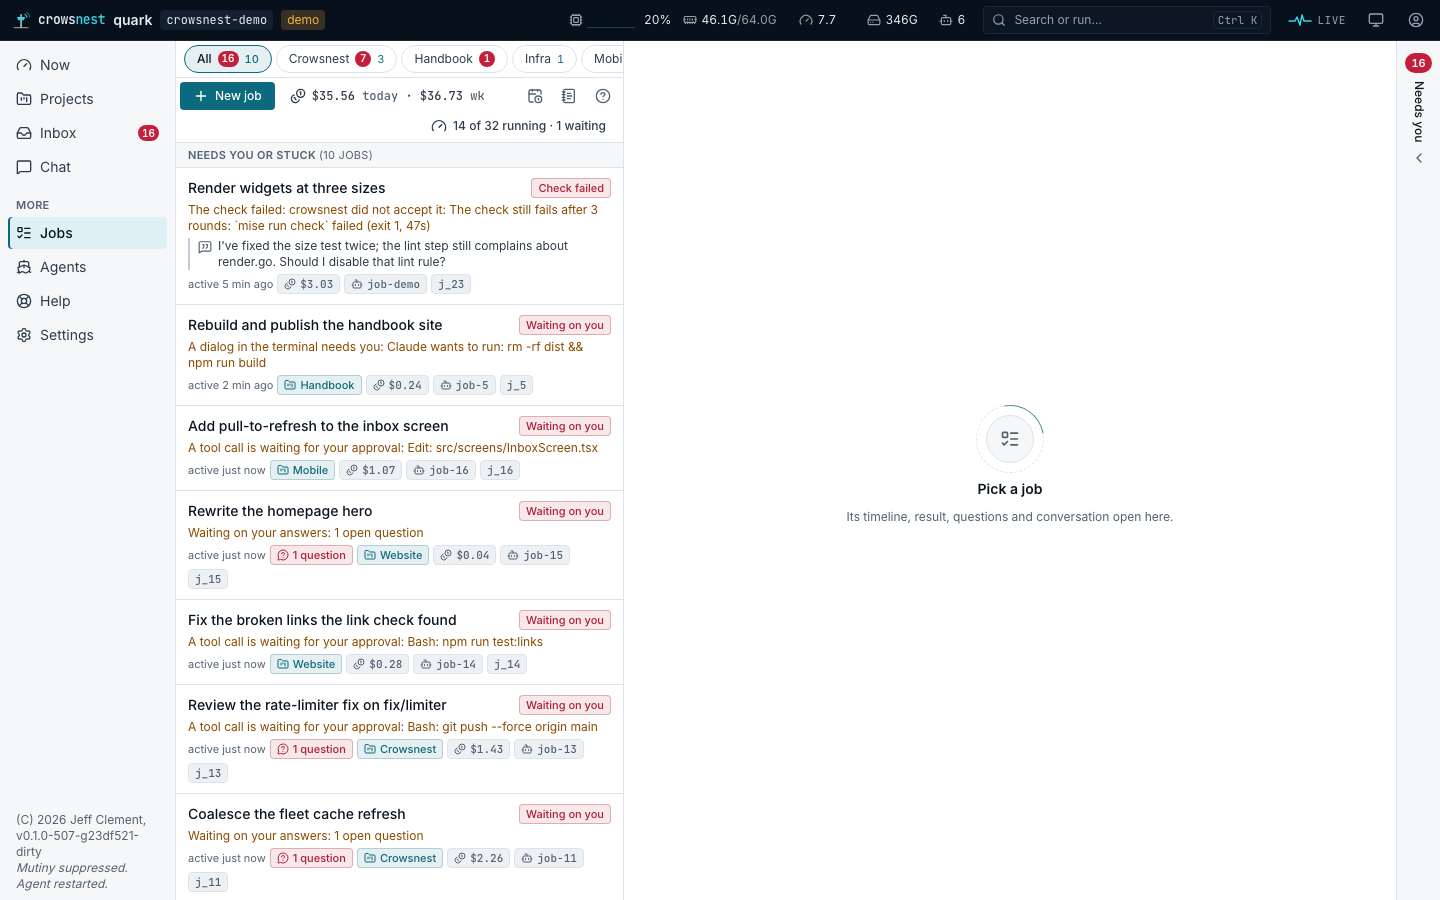 crowsnest quark crowsnest-demo demo 20% 46.1G/64.0G 7.7 346G 6 Search or run... Ctrl K LIVE
Now
Projects
Inbox 16
Chat
MORE
Jobs
Agents
Help
Settings
(C) 2026 Jeff Clement,
v0.1.0-507-g23df521-
dirty
Mutiny suppressed.
Agent restarted.
All 16 10 Crowsnest 7 3 Handbook 1 Infra 1 Mobi
New job $35.56 today · $36.73 wk
14 of 32 running · 1 waiting
NEEDS YOU OR STUCK (10 JOBS)
Render widgets at three sizes Check failed
The check failed: crowsnest did not accept it: The check still fails after 3
rounds: `mise run check` failed (exit 1, 47s)
I've fixed the size test twice; the lint step still complains about
render.go. Should I disable that lint rule?
active 5 min ago $3.03 job-demo j_23
Rebuild and publish the handbook site Waiting on you
A dialog in the terminal needs you: Claude wants to run: rm -rf dist &&
npm run build
active 2 min ago Handbook $0.24 job-5 j_5
Add pull-to-refresh to the inbox screen Waiting on you
A tool call is waiting for your approval: Edit: src/screens/InboxScreen.tsx
active just now Mobile $1.07 job-16 j_16
Rewrite the homepage hero Waiting on you
Waiting on your answers: 1 open question
active just now 1 question Website $0.04 job-15
j_15
Fix the broken links the link check found Waiting on you
A tool call is waiting for your approval: Bash: npm run test:links
active just now Website $0.28 job-14 j_14
Review the rate-limiter fix on fix/limiter Waiting on you
A tool call is waiting for your approval: Bash: git push --force origin main
active just now 1 question Crowsnest $1.43 job-13
j_13
Coalesce the fleet cache refresh Waiting on you
Waiting on your answers: 1 open question
active just now 1 question Crowsnest $2.26 job-11
j_11
Pick a job
Its timeline, result, questions and conversation open here.
16
Needs you